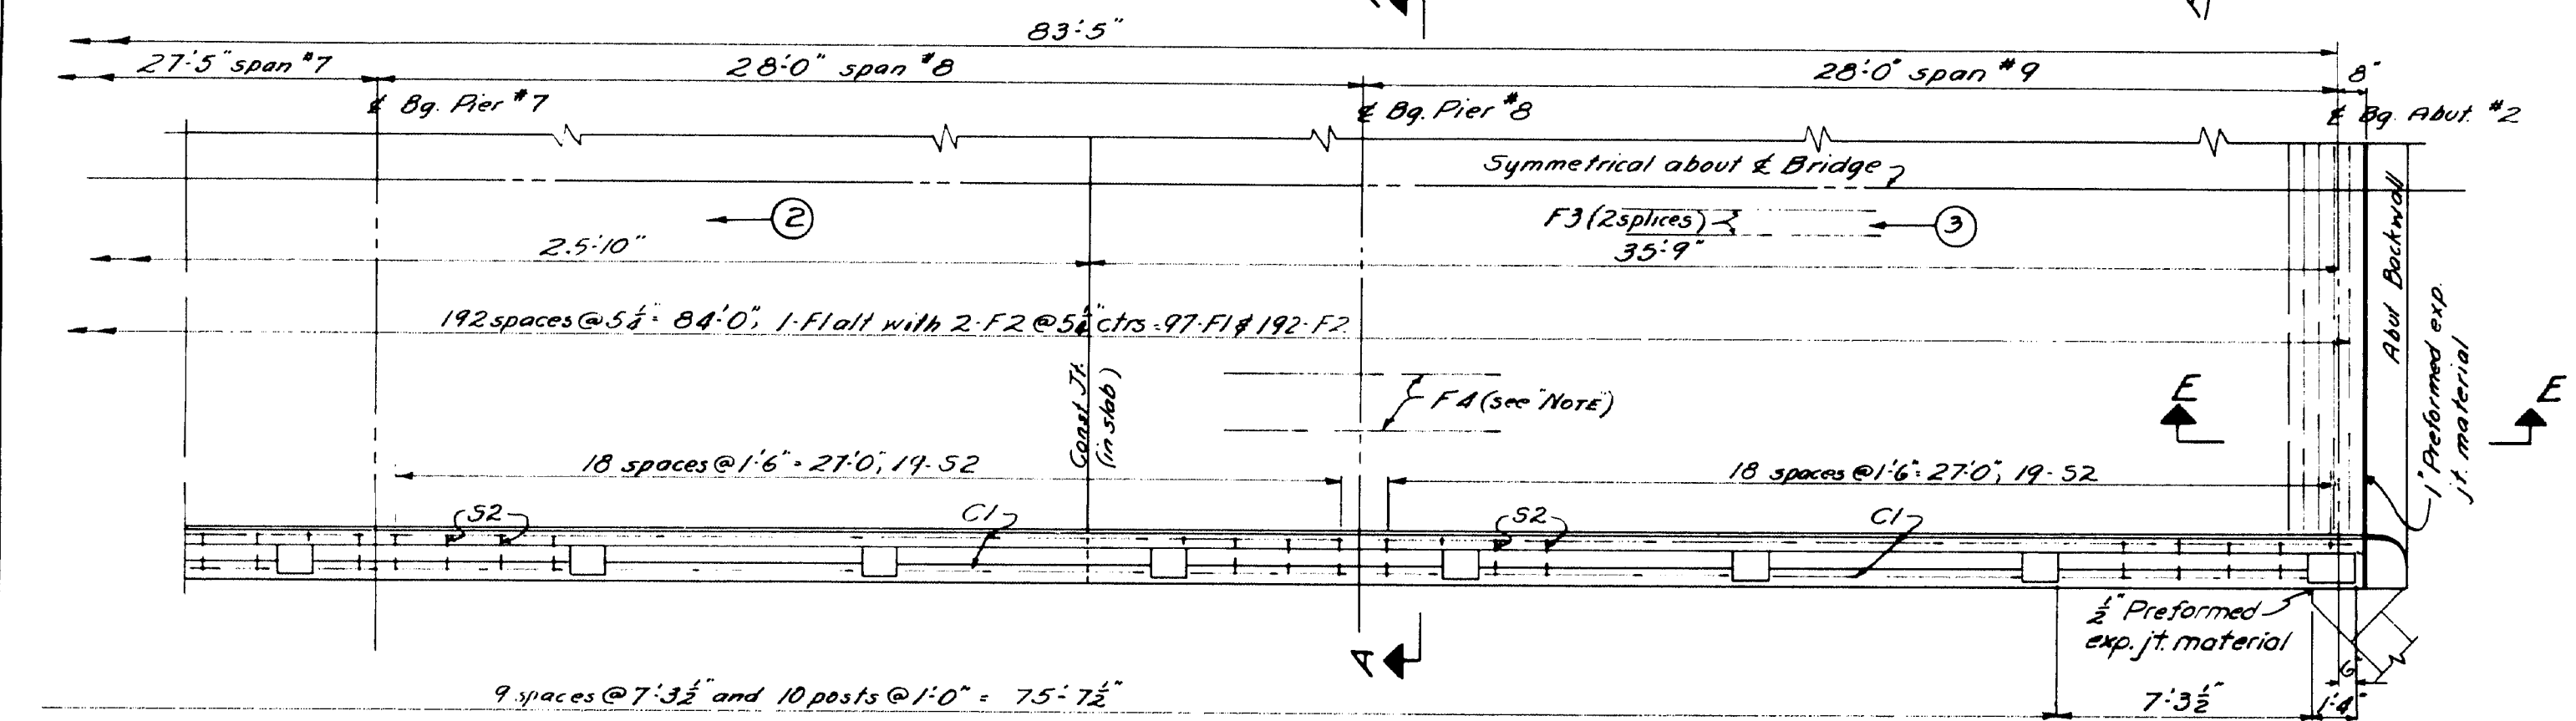 83'-5"
27'-5" span #7
28'-0" span #8
28'-0" span #9
8"
℄ Bg. Pier #7
℄ Bg. Pier #8
℄ Bg. Abut. #2
Symmetrical about ℄ Bridge
2
F3 (2 splices)
3
25'-10"
35'-9"
192 spaces @ 5¼" = 84'-0", 1-F1 alt with 2-F2 @ 5¼" ctrs = 97-F1 & 192-F2.
Abut Backwall
1" Preformed exp.
jt. material
Const. Jt.
(in slab)
F4 (see "NOTE")
E
E
18 spaces @ 1'-6" = 27'-0", 19-S2
18 spaces @ 1'-6" = 27'-0", 19-S2
S2
C1
S2
C1
½" Preformed
exp. jt. material
A
6"
9 spaces @ 7'-3½" and 10 posts @ 1'-0" = 75'-7½"
7'-3½"
1'-4"